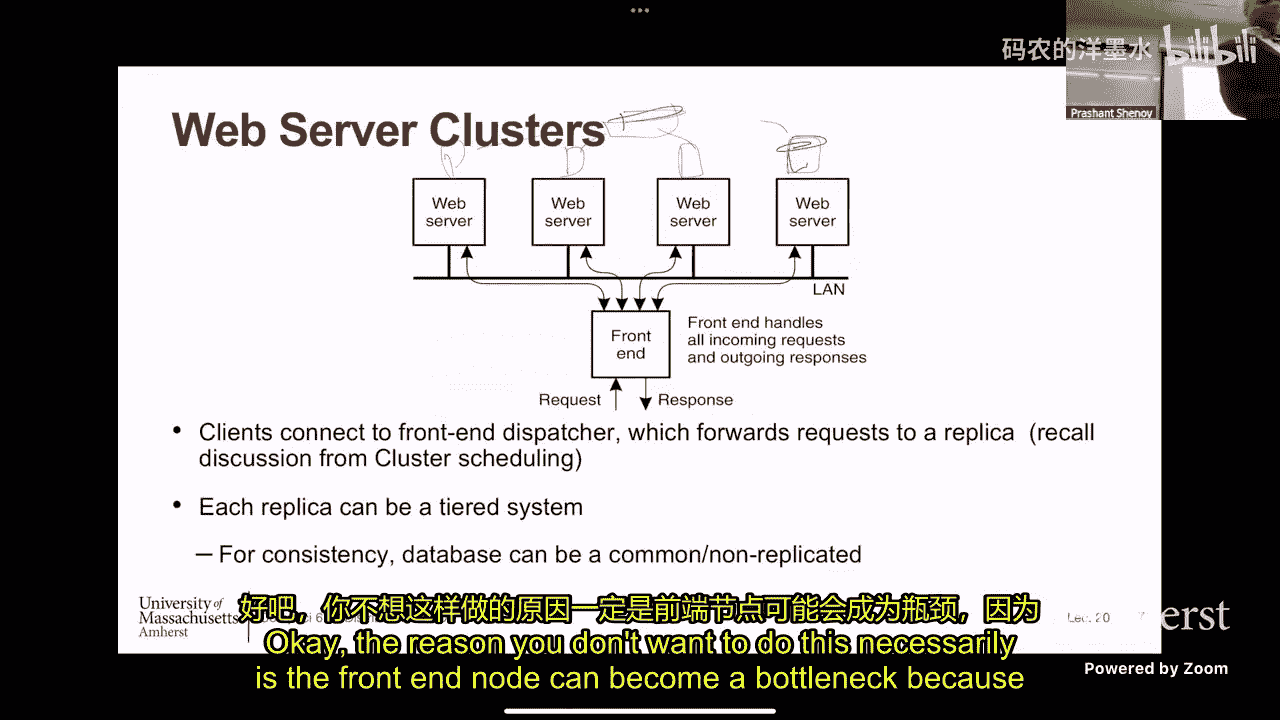 码农的洋墨水 bilibili
Prashant Shenoy
Web Server Clusters
Web server
Web server
Web server
Web server
LAN
Front end
Front end handles
all incoming requests
and outgoing responses
Request
Response
• Clients connect to front-end dispatcher, which forwards requests to a replica (recall
discussion from Cluster scheduling)
• Each replica can be a tiered system
– For consistency, database can be a common/non-replicated
University of
Massachusetts
Amherst
Lec. 20
erst
好吧，你不想这样做的原因一定是前端节点可能会成为瓶颈，因为
Okay, the reason you don't want to do this necessarily
is the front end node can become a bottleneck because
Powered by Zoom